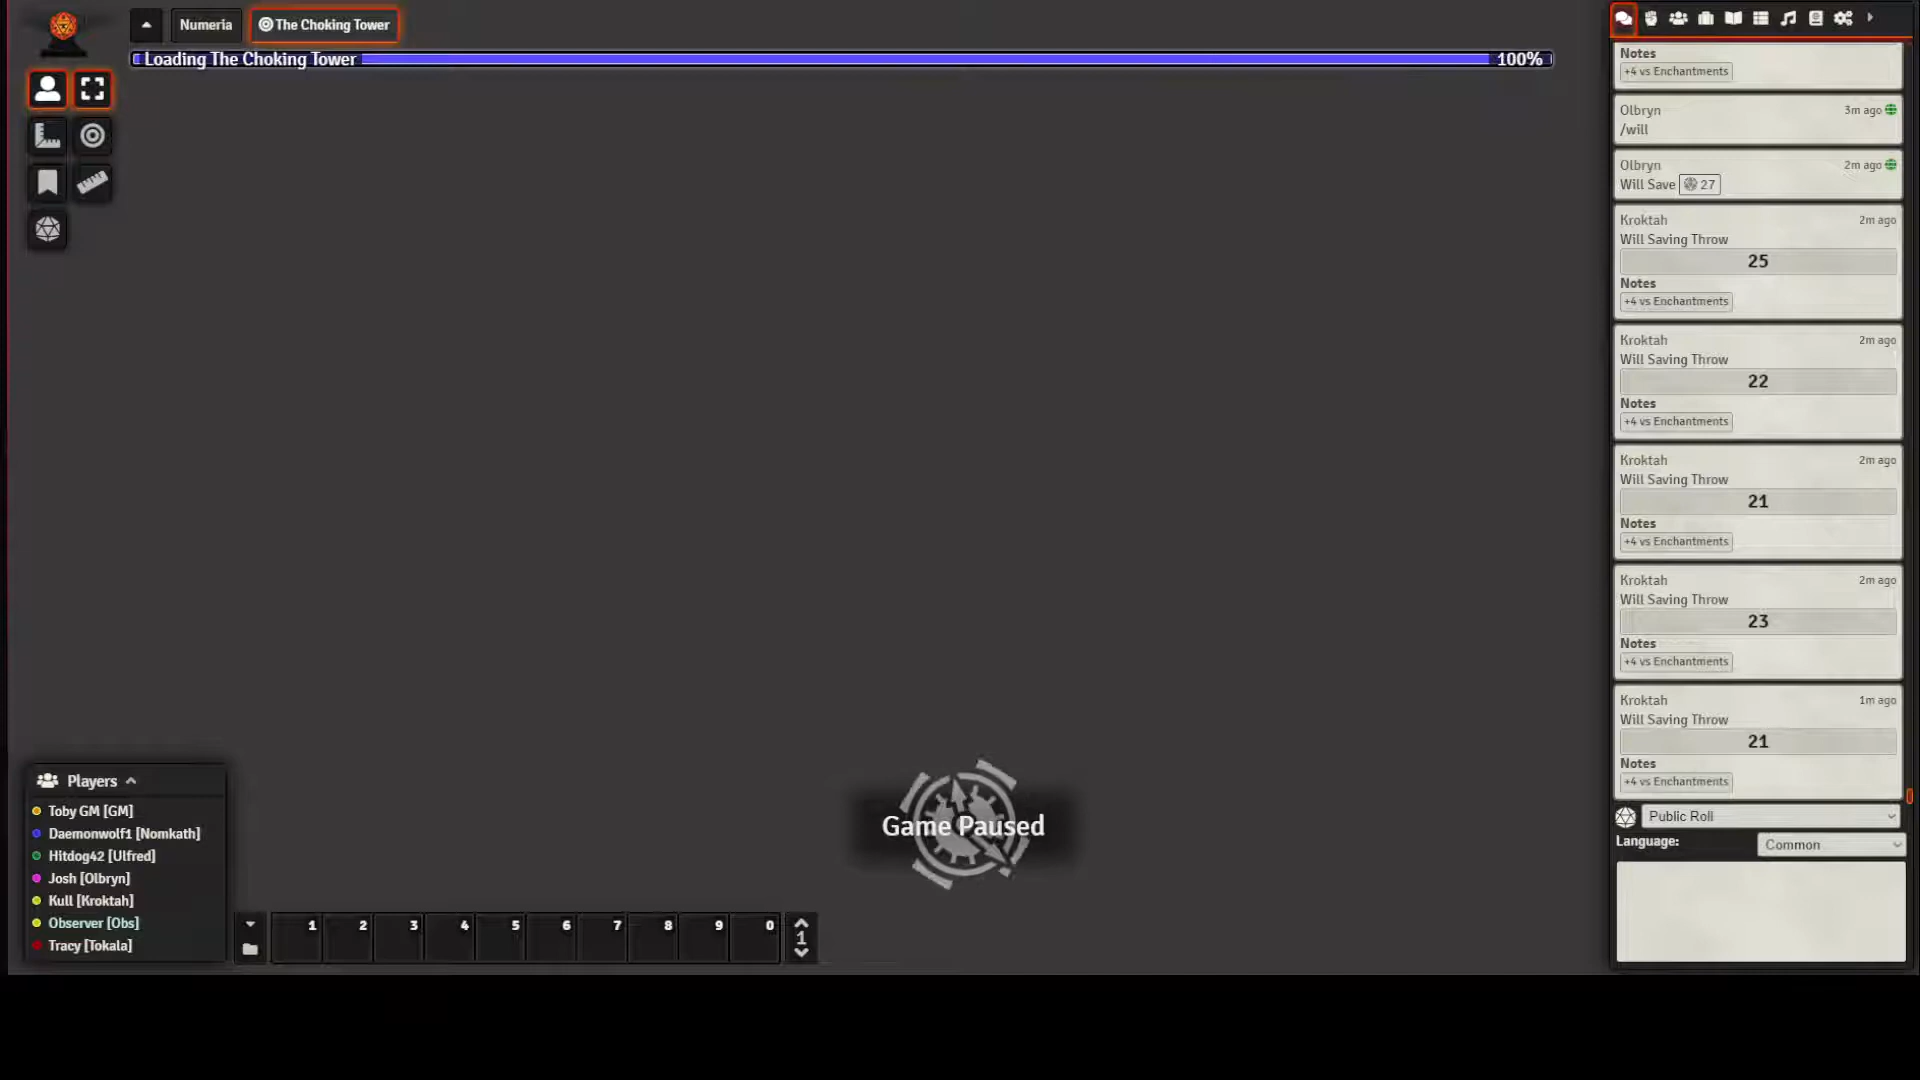 Numeria
The Choking Tower
Loading The Choking Tower
100%
Players
Toby GM [GM]
Daemonwolf1 [Nomkath]
Hitdog42 [Ulfred]
Josh [Olbryn]
Kull [Kroktah]
Observer [Obs]
Tracy [Tokala]
1 2 3 4 5 6 7 8 9 0
1
Game Paused
Notes
+4 vs Enchantments
Olbryn 3m ago
/will
Olbryn 2m ago
Will Save 27
Kroktah 2m ago
Will Saving Throw
25
Notes
+4 vs Enchantments
Kroktah 2m ago
Will Saving Throw
22
Notes
+4 vs Enchantments
Kroktah 2m ago
Will Saving Throw
21
Notes
+4 vs Enchantments
Kroktah 2m ago
Will Saving Throw
23
Notes
+4 vs Enchantments
Kroktah 1m ago
Will Saving Throw
21
Notes
+4 vs Enchantments
Public Roll
Language: Common